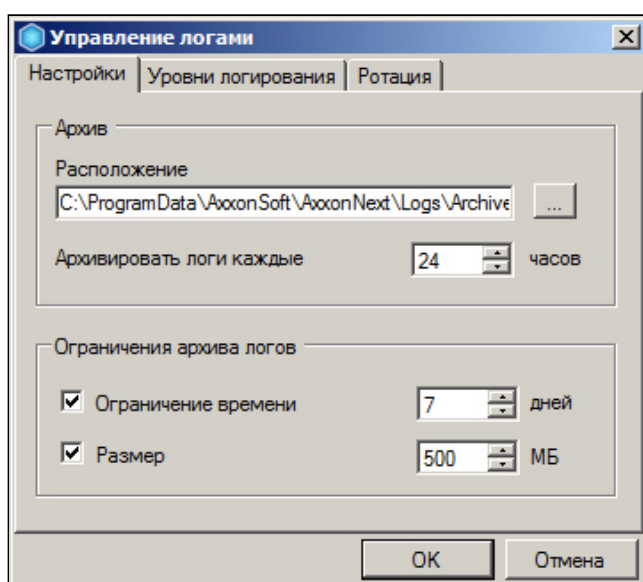 Управление логами
Настройки Уровни логирования Ротация
Архив
Расположение
C:\ProgramData\AxxonSoft\AxxonNext\Logs\Archive ...
Архивировать логи каждые 24 часов
Ограничения архива логов
Ограничение времени 7 дней
Размер 500 МБ
OK Отмена